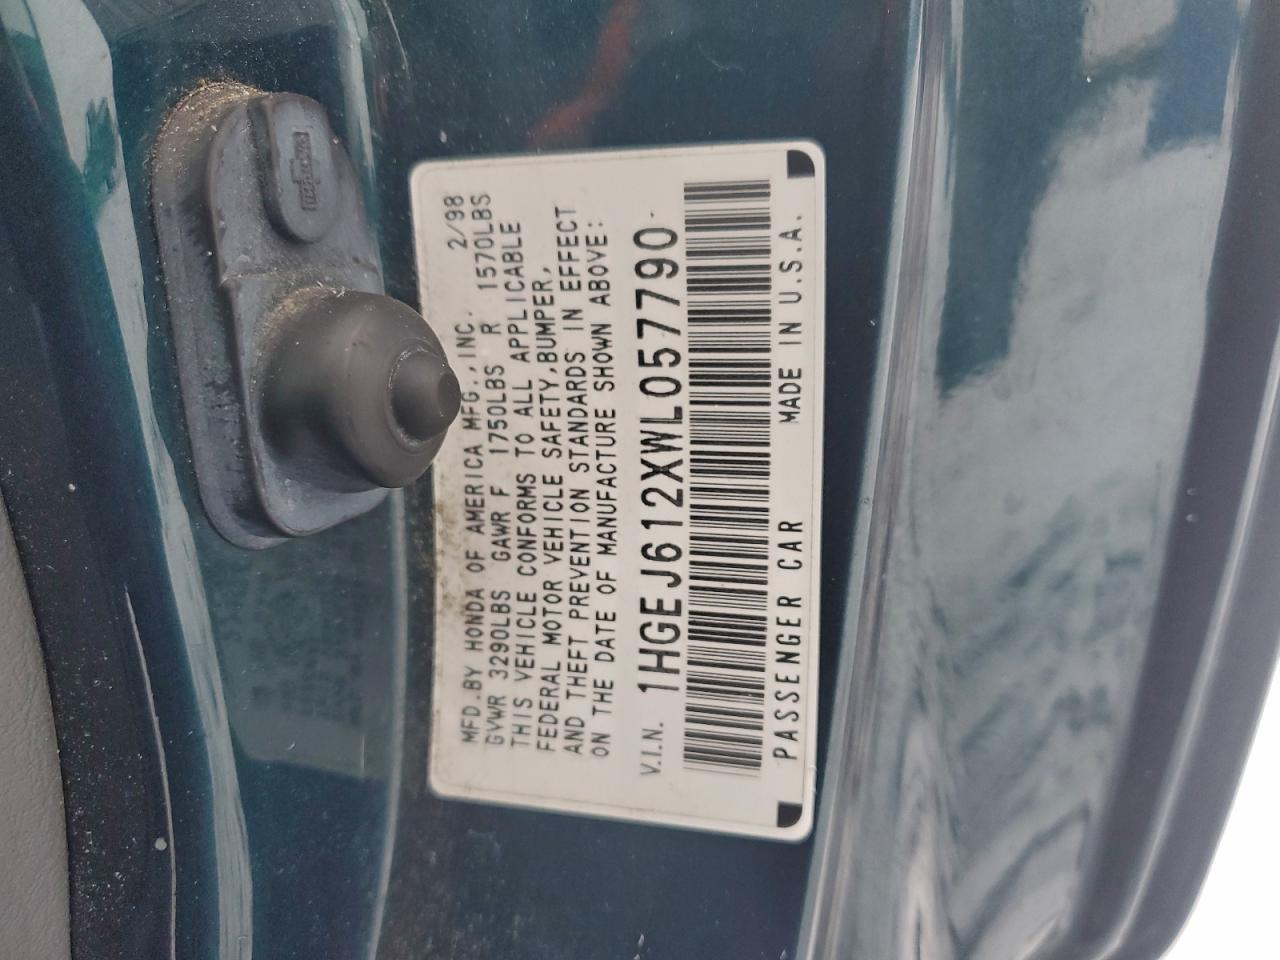 MFD.BY HONDA OF AMERICA MFG.,INC. 2/98
GVWR 3290LBS GAWR F 1750LBS R 1570LBS
THIS VEHICLE CONFORMS TO ALL APPLICABLE
FEDERAL MOTOR VEHICLE SAFETY,BUMPER,
AND THEFT PREVENTION STANDARDS IN EFFECT
ON THE DATE OF MANUFACTURE SHOWN ABOVE:
V.I.N. 1HGEJ612XWL057790
PASSENGER CAR MADE IN U.S.A.